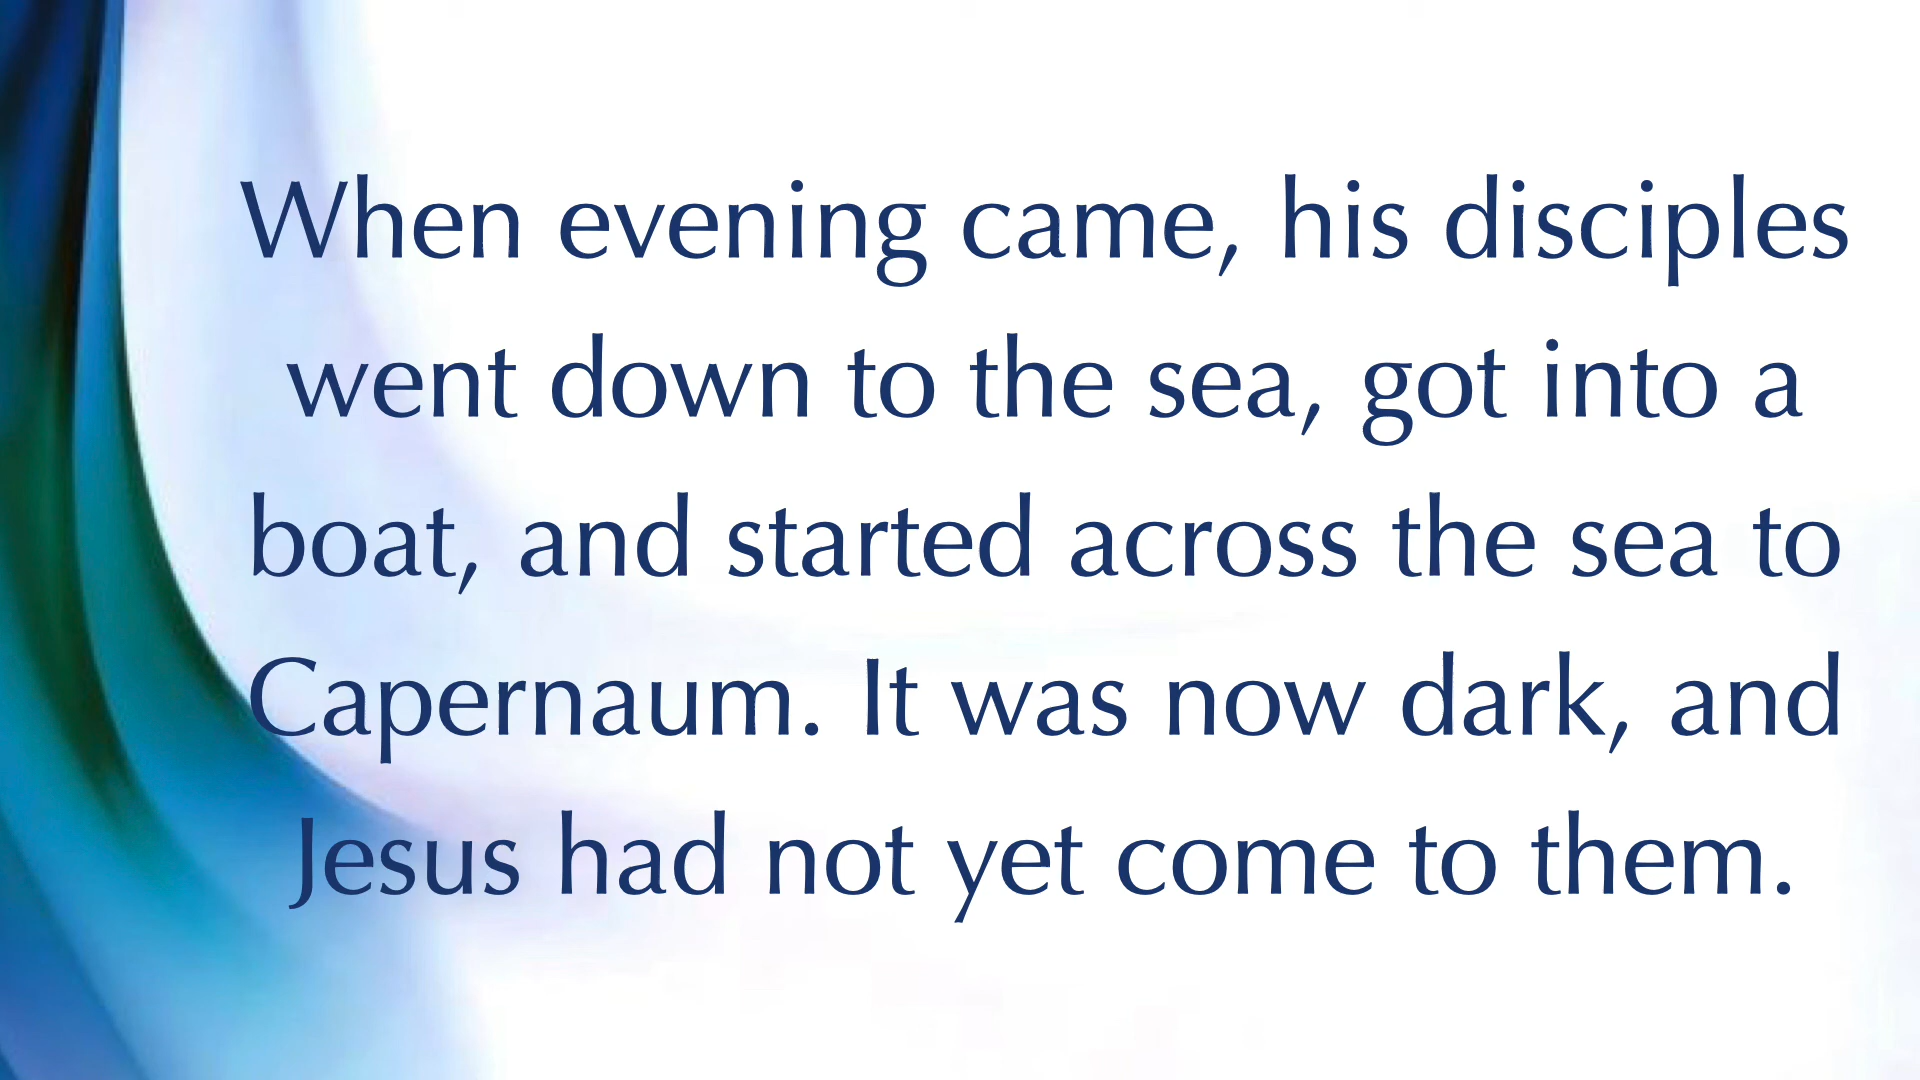 When evening came, his disciples
went down to the sea, got into a
boat, and started across the sea to
Capernaum. It was now dark, and
Jesus had not yet come to them.